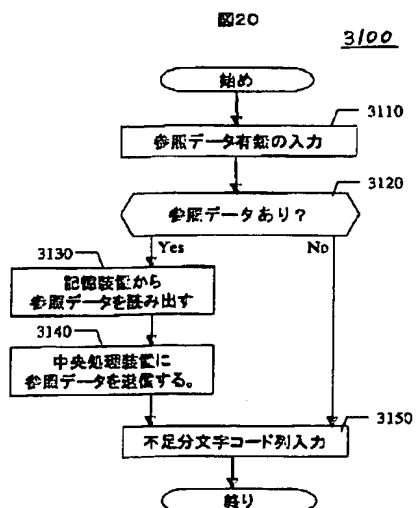 図20
3100
始め
3110
参照データ有無の入力
3120
参照データあり?
Yes
No
3130
記憶装置から
参照データを読み出す
3140
中央処理装置に
参照データを送信する。
3150
不足分文字コード列入力
終り